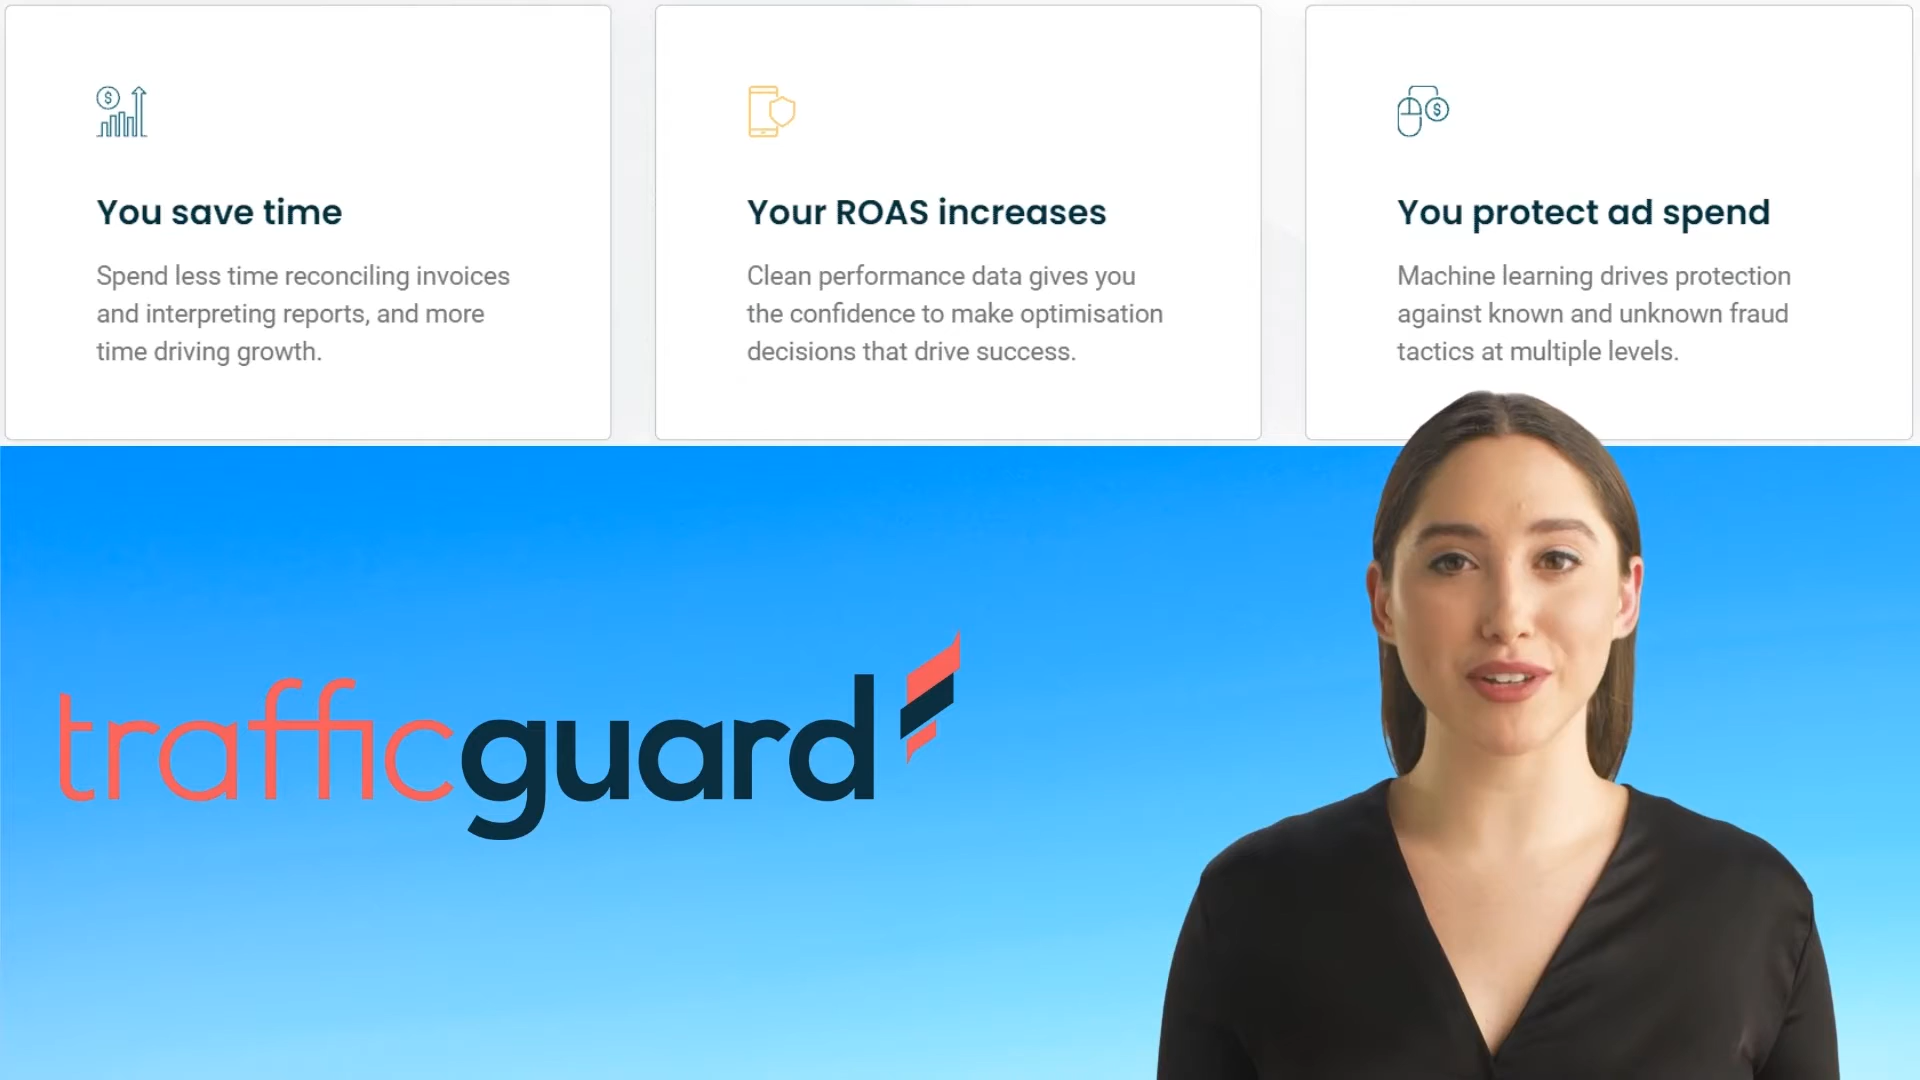 You save time
Spend less time reconciling invoices
and interpreting reports, and more
time driving growth.
Your ROAS increases
Clean performance data gives you
the confidence to make optimisation
decisions that drive success.
You protect ad spend
Machine learning drives protection
against known and unknown fraud
tactics at multiple levels.
trafficguard